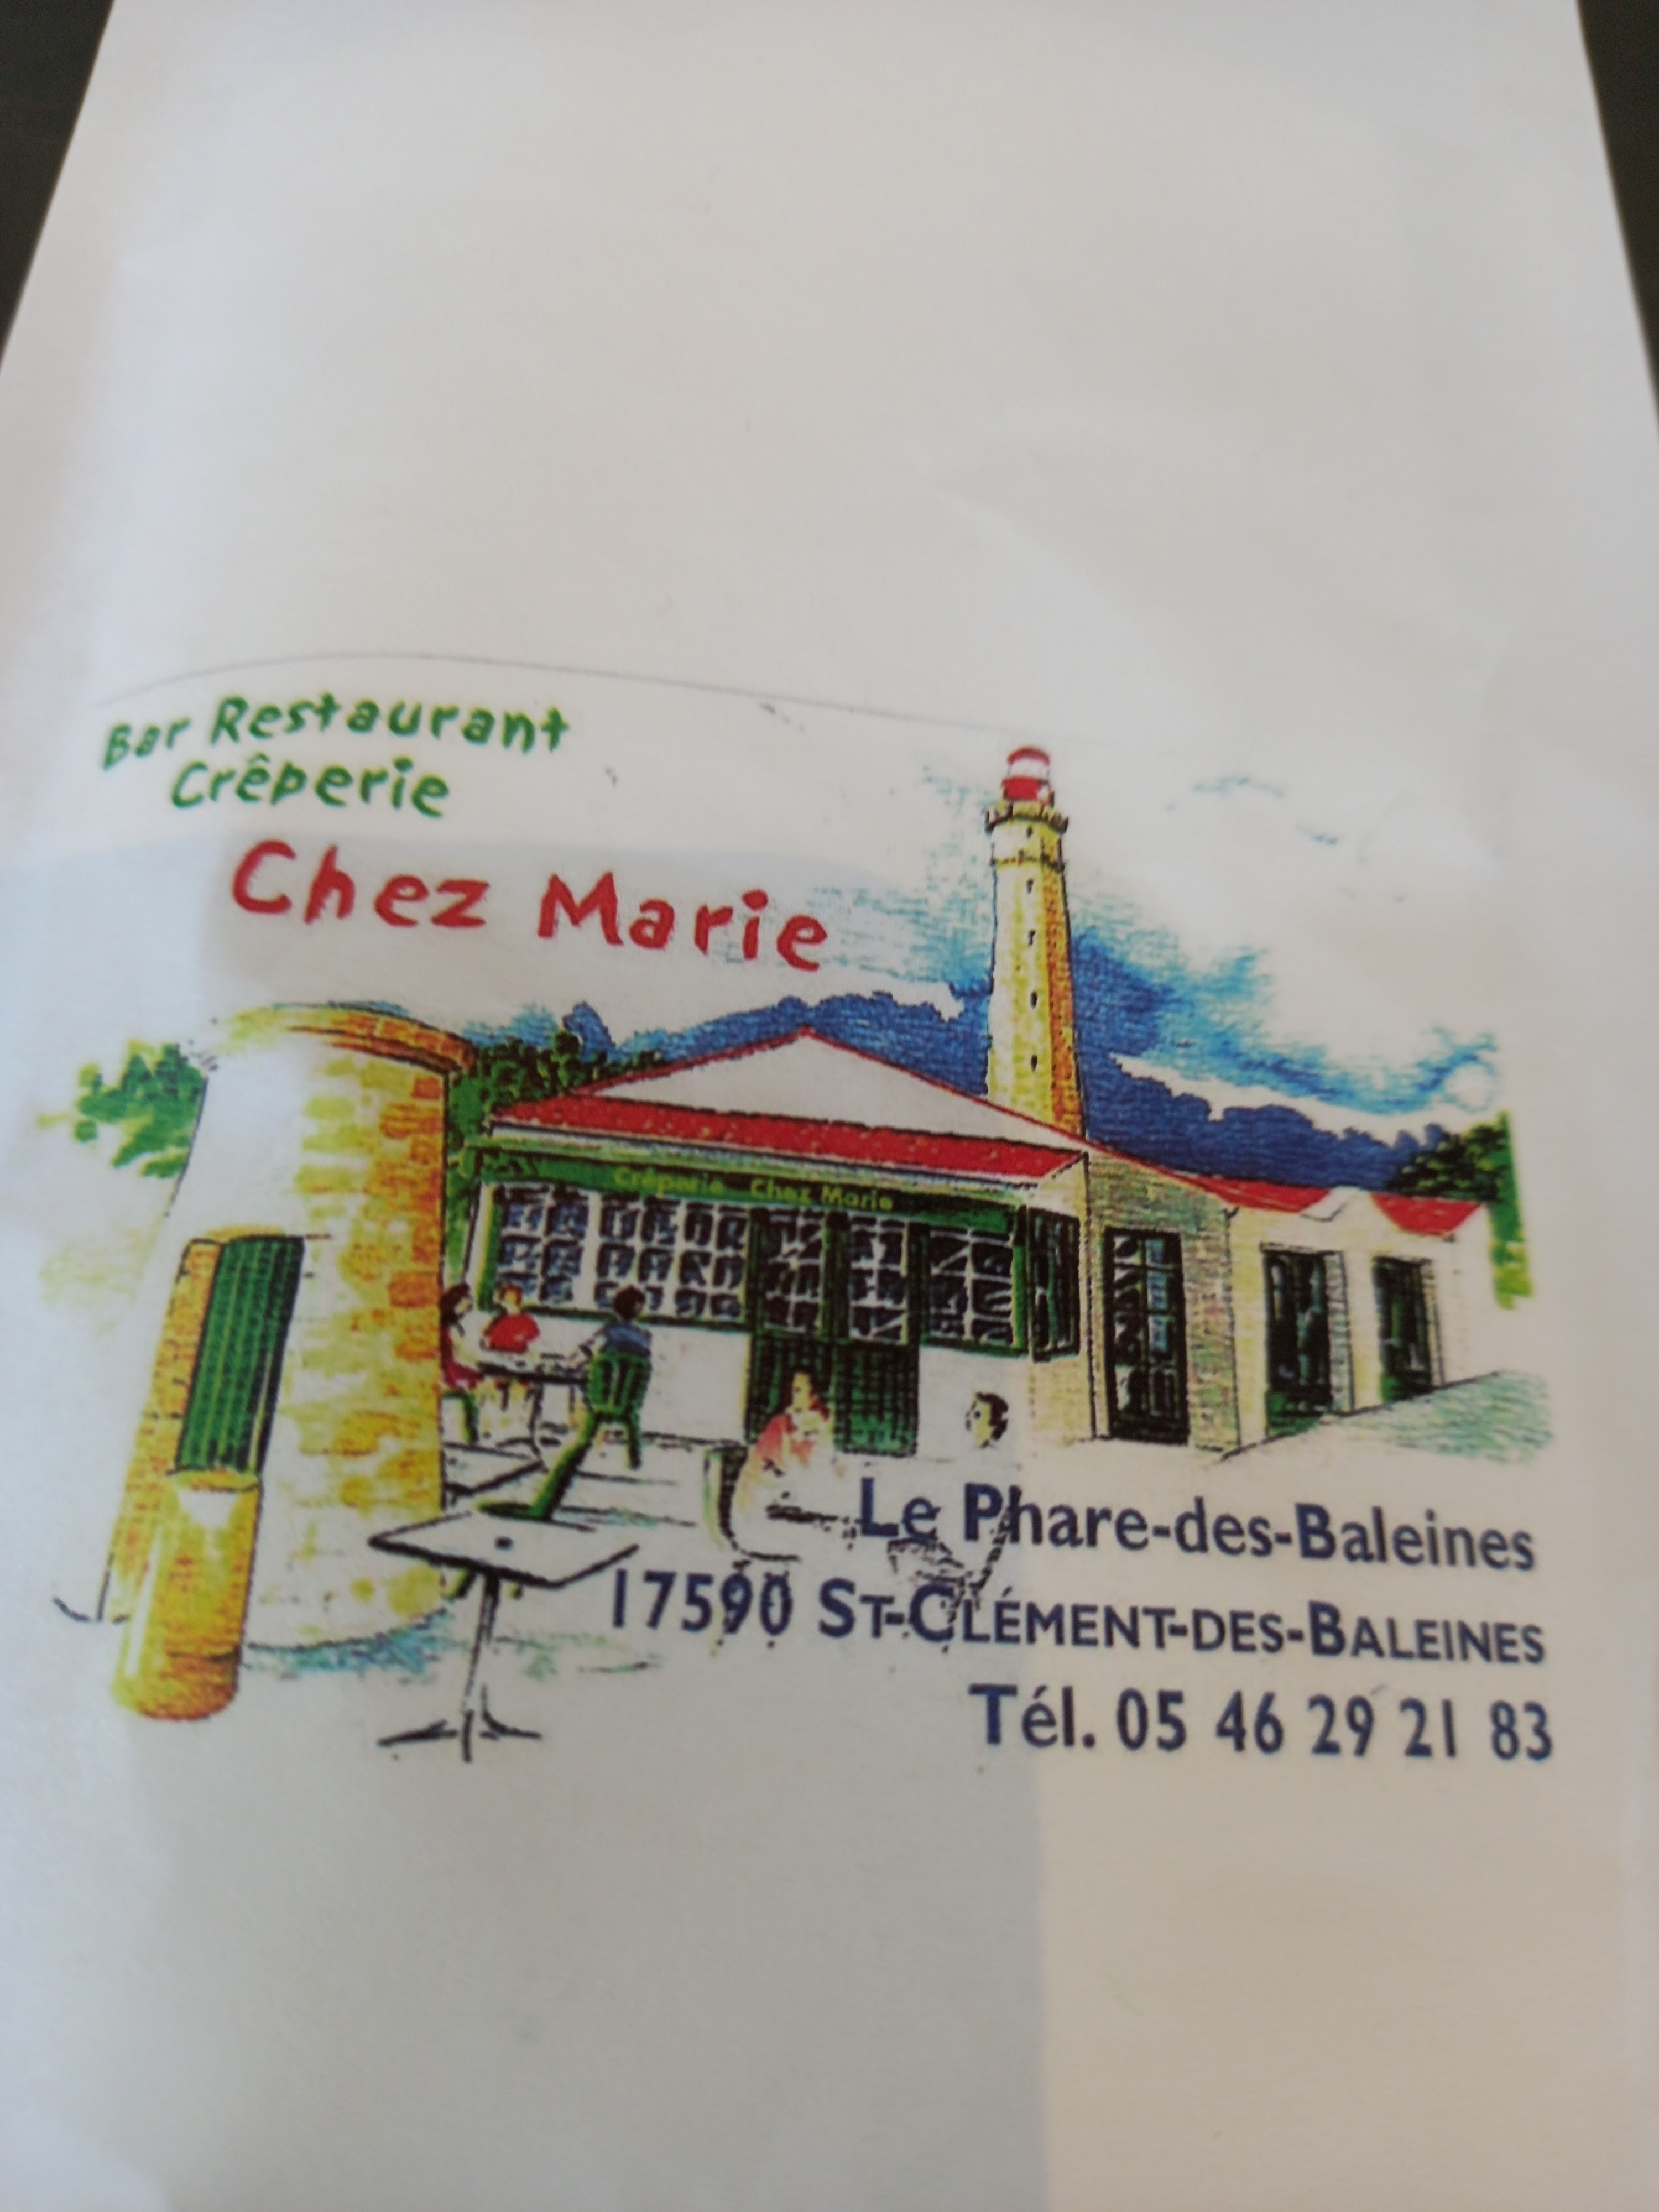 Bar Restaurant
Crêperie
Chez Marie
Crêperie Chez Marie
Le Phare-des-Baleines
17590 ST-CLÉMENT-DES-BALEINES
Tél. 05 46 29 21 83